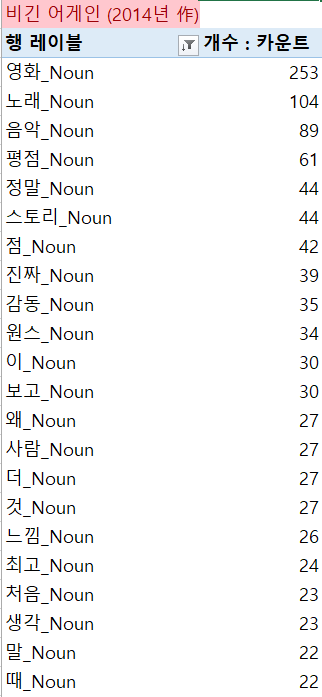 비긴 어게인 (2014년 作)
행 레이블 개수 : 카운트
영화_Noun 253
노래_Noun 104
음악_Noun 89
평점_Noun 61
정말_Noun 44
스토리_Noun 44
점_Noun 42
진짜_Noun 39
감동_Noun 35
원스_Noun 34
이_Noun 30
보고_Noun 30
왜_Noun 27
사람_Noun 27
더_Noun 27
것_Noun 27
느낌_Noun 26
최고_Noun 24
처음_Noun 23
생각_Noun 23
말_Noun 22
때_Noun 22